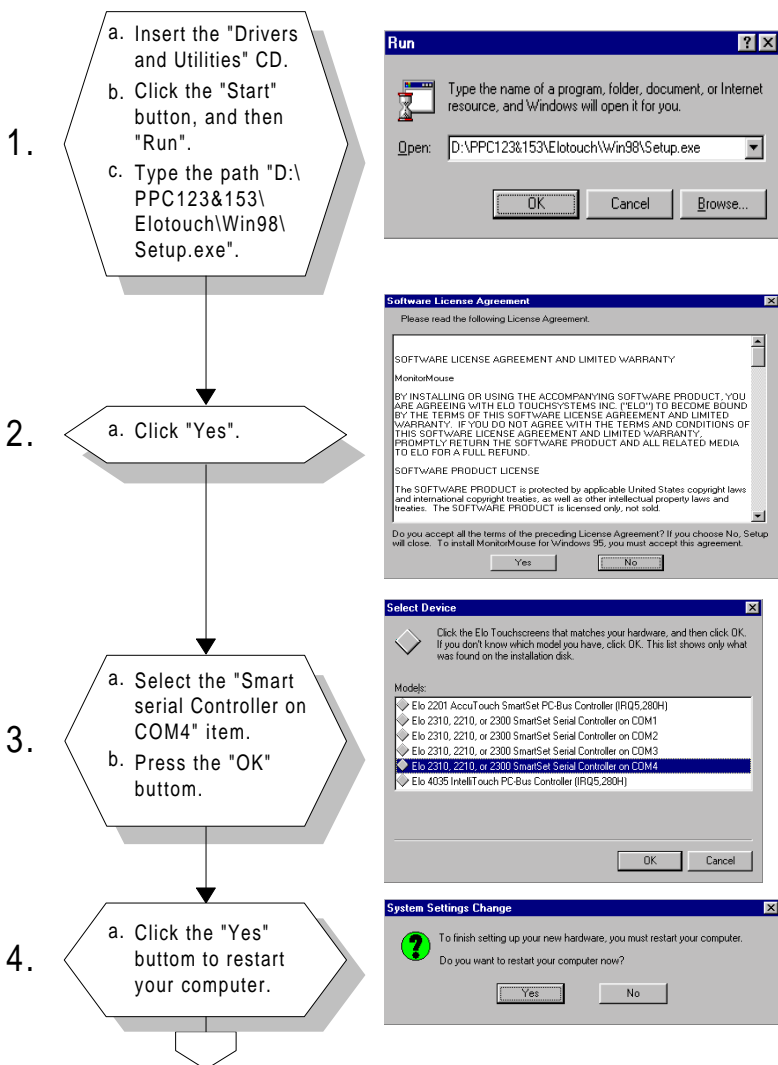 1.
a. Insert the "Drivers
and Utilities" CD.
b. Click the "Start"
button, and then
"Run".
c. Type the path "D:\
PPC123&153\
Elotouch\Win98\
Setup.exe".
Run
Type the name of a program, folder, document, or Internet
resource, and Windows will open it for you.
Open: D:\PPC123&153\Elotouch\Win98\Setup.exe
OK Cancel Browse...
2.
a. Click "Yes".
Software License Agreement
Please read the following License Agreement.
SOFTWARE LICENSE AGREEMENT AND LIMITED WARRANTY
MonitorMouse
BY INSTALLING OR USING THE ACCOMPANYING SOFTWARE PRODUCT, YOU
ARE AGREEING WITH ELO TOUCHSYSTEMS INC. ("ELO") TO BECOME BOUND
BY THE TERMS OF THIS SOFTWARE LICENSE AGREEMENT AND LIMITED
WARRANTY. IF YOU DO NOT AGREE WITH THE TERMS AND CONDITIONS OF
THIS SOFTWARE LICENSE AGREEMENT AND LIMITED WARRANTY,
PROMPTLY RETURN THE SOFTWARE PRODUCT AND ALL RELATED MEDIA
TO ELO FOR A FULL REFUND.
SOFTWARE PRODUCT LICENSE
The SOFTWARE PRODUCT is protected by applicable United States copyright laws
and international copyright treaties, as well as other intellectual property laws and
treaties. The SOFTWARE PRODUCT is licensed only, not sold.
Do you accept all the terms of the preceding License Agreement? If you choose No, Setup
will close. To install MonitorMouse for Windows 95, you must accept this agreement.
Yes No
3.
a. Select the "Smart
serial Controller on
COM4" item.
b. Press the "OK"
buttom.
Select Device
Click the Elo Touchscreens that matches your hardware, and then click OK.
If you don't know which model you have, click OK. This list shows only what
was found on the installation disk.
Models:
Elo 2201 AccuTouch SmartSet PC-Bus Controller (IRQ5,280H)
Elo 2310, 2210, or 2300 SmartSet Serial Controller on COM1
Elo 2310, 2210, or 2300 SmartSet Serial Controller on COM2
Elo 2310, 2210, or 2300 SmartSet Serial Controller on COM3
Elo 2310, 2210, or 2300 SmartSet Serial Controller on COM4
Elo 4035 IntelliTouch PC-Bus Controller (IRQ5,280H)
OK Cancel
4.
a. Click the "Yes"
buttom to restart
your computer.
System Settings Change
To finish setting up your new hardware, you must restart your computer.
Do you want to restart your computer now?
Yes No